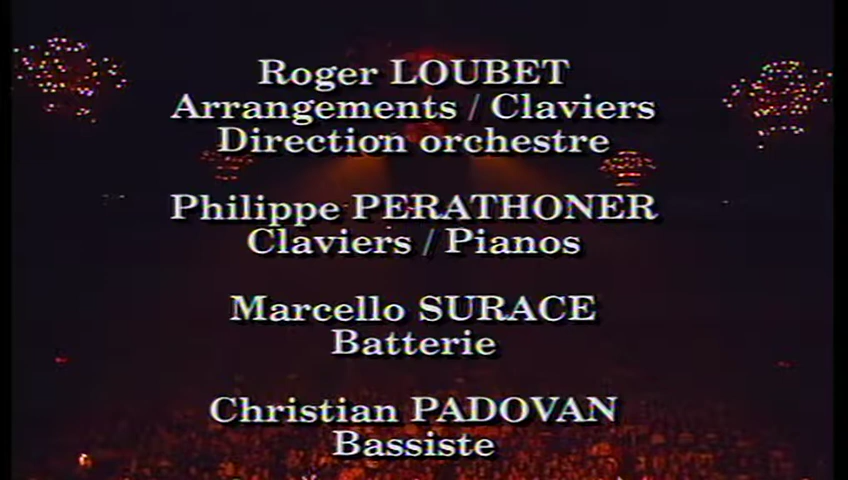 Roger LOUBET
Arrangements / Claviers
Direction orchestre
Philippe PERATHONER
Claviers / Pianos
Marcello SURACE
Batterie
Christian PADOVAN
Bassiste